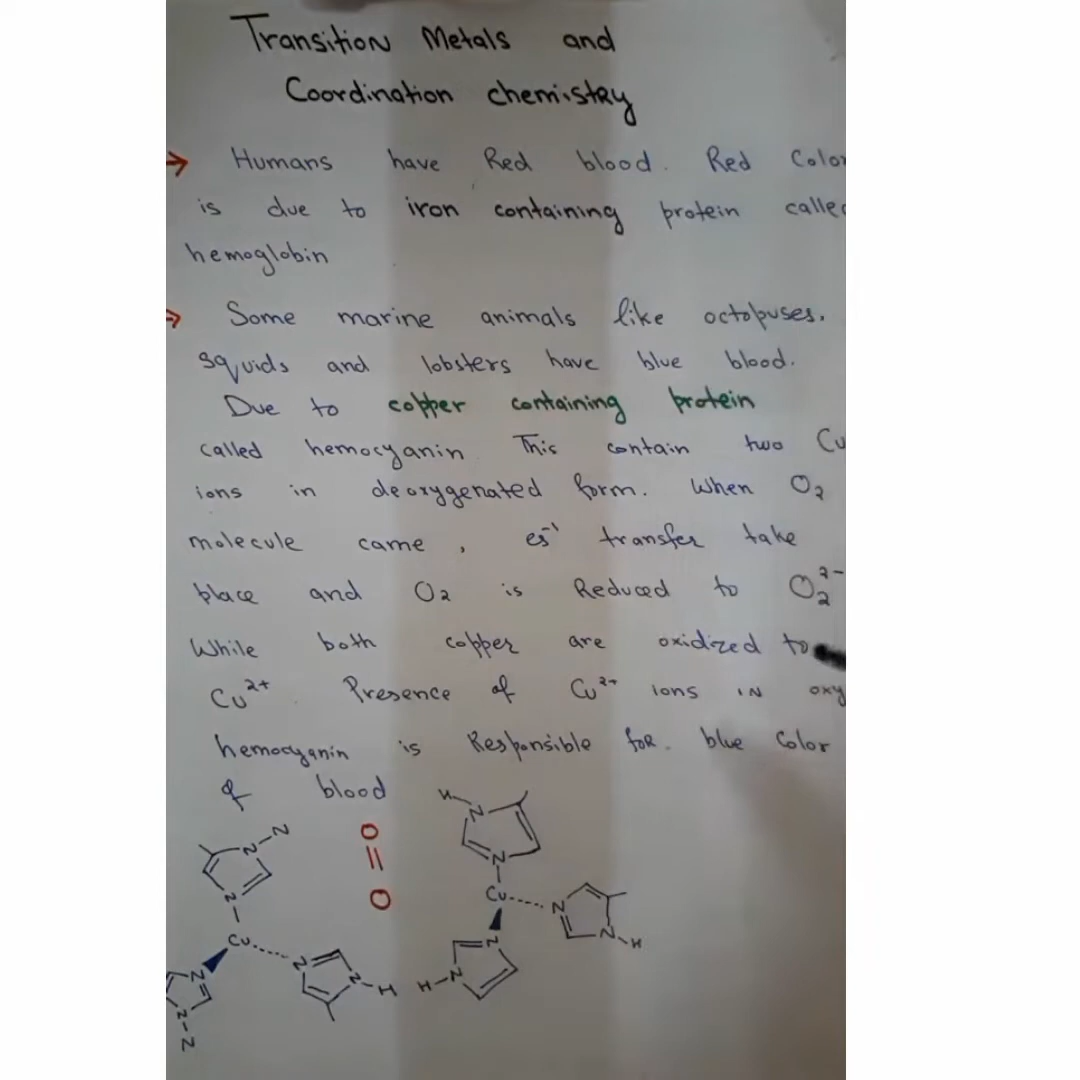 Transition Metals and
Coordination chemistry
→ Humans have Red blood. Red Color
is due to iron containing protein called
hemoglobin
→ Some marine animals like octopuses.
squids and lobsters have blue blood.
Due to copper containing protein
called hemocyanin This contain two Cu
ions in deoxygenated form. When O₂
molecule came, es⁻¹ transfer take
place and O₂ is Reduced to O₂²⁻
While both copper are oxidized to
Cu²⁺ Presence of Cu²⁺ ions in oxy
hemocyanin is Responsible for blue Color
of blood
H N N Cu N N H N N H
N N N Cu N N H N N N
O = O